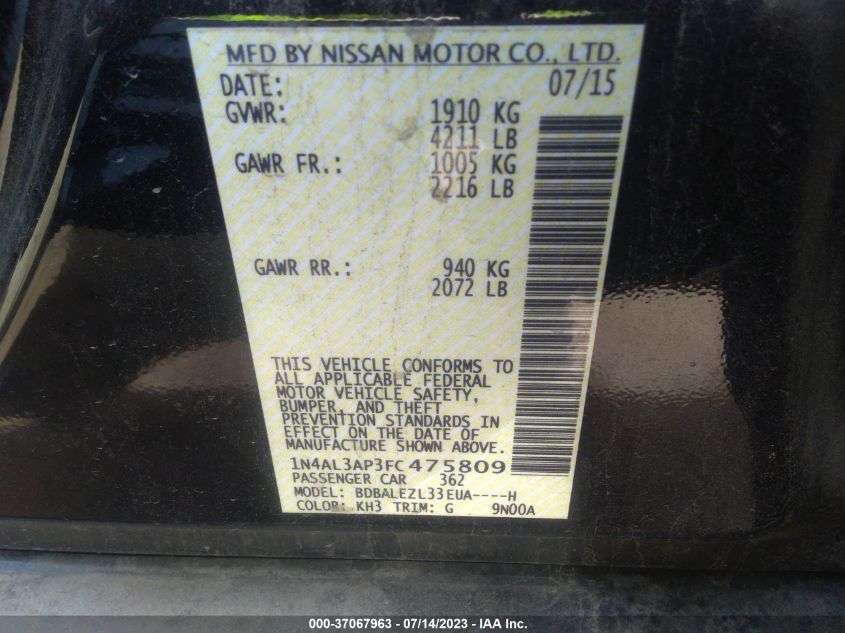 MFD BY NISSAN MOTOR CO., LTD.
DATE: 07/15
GVWR: 1910 KG
4211 LB
GAWR FR.: 1005 KG
2216 LB
GAWR RR.: 940 KG
2072 LB
THIS VEHICLE CONFORMS TO
ALL APPLICABLE FEDERAL
MOTOR VEHICLE SAFETY,
BUMPER, AND THEFT
PREVENTION STANDARDS IN
EFFECT ON THE DATE OF
MANUFACTURE SHOWN ABOVE.
1N4AL3AP3FC475809
PASSENGER CAR 362
MODEL: BDBALEZL33EUA----H
COLOR: KH3 TRIM: G 9N00A
000-37067963 - 07/14/2023 - IAA Inc.